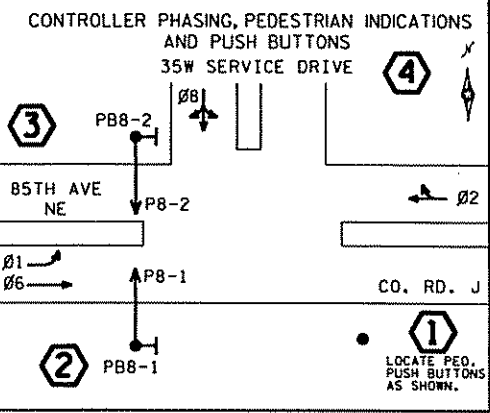 CONTROLLER PHASING, PEDESTRIAN INDICATIONS
AND PUSH BUTTONS
35W SERVICE DRIVE
N
4
Ø8
3
PB8-2
85TH AVE
NE
P8-2
Ø2
Ø1
Ø6
P8-1
CO. RD. J
2
PB8-1
1
LOCATE PED.
PUSH BUTTONS
AS SHOWN.